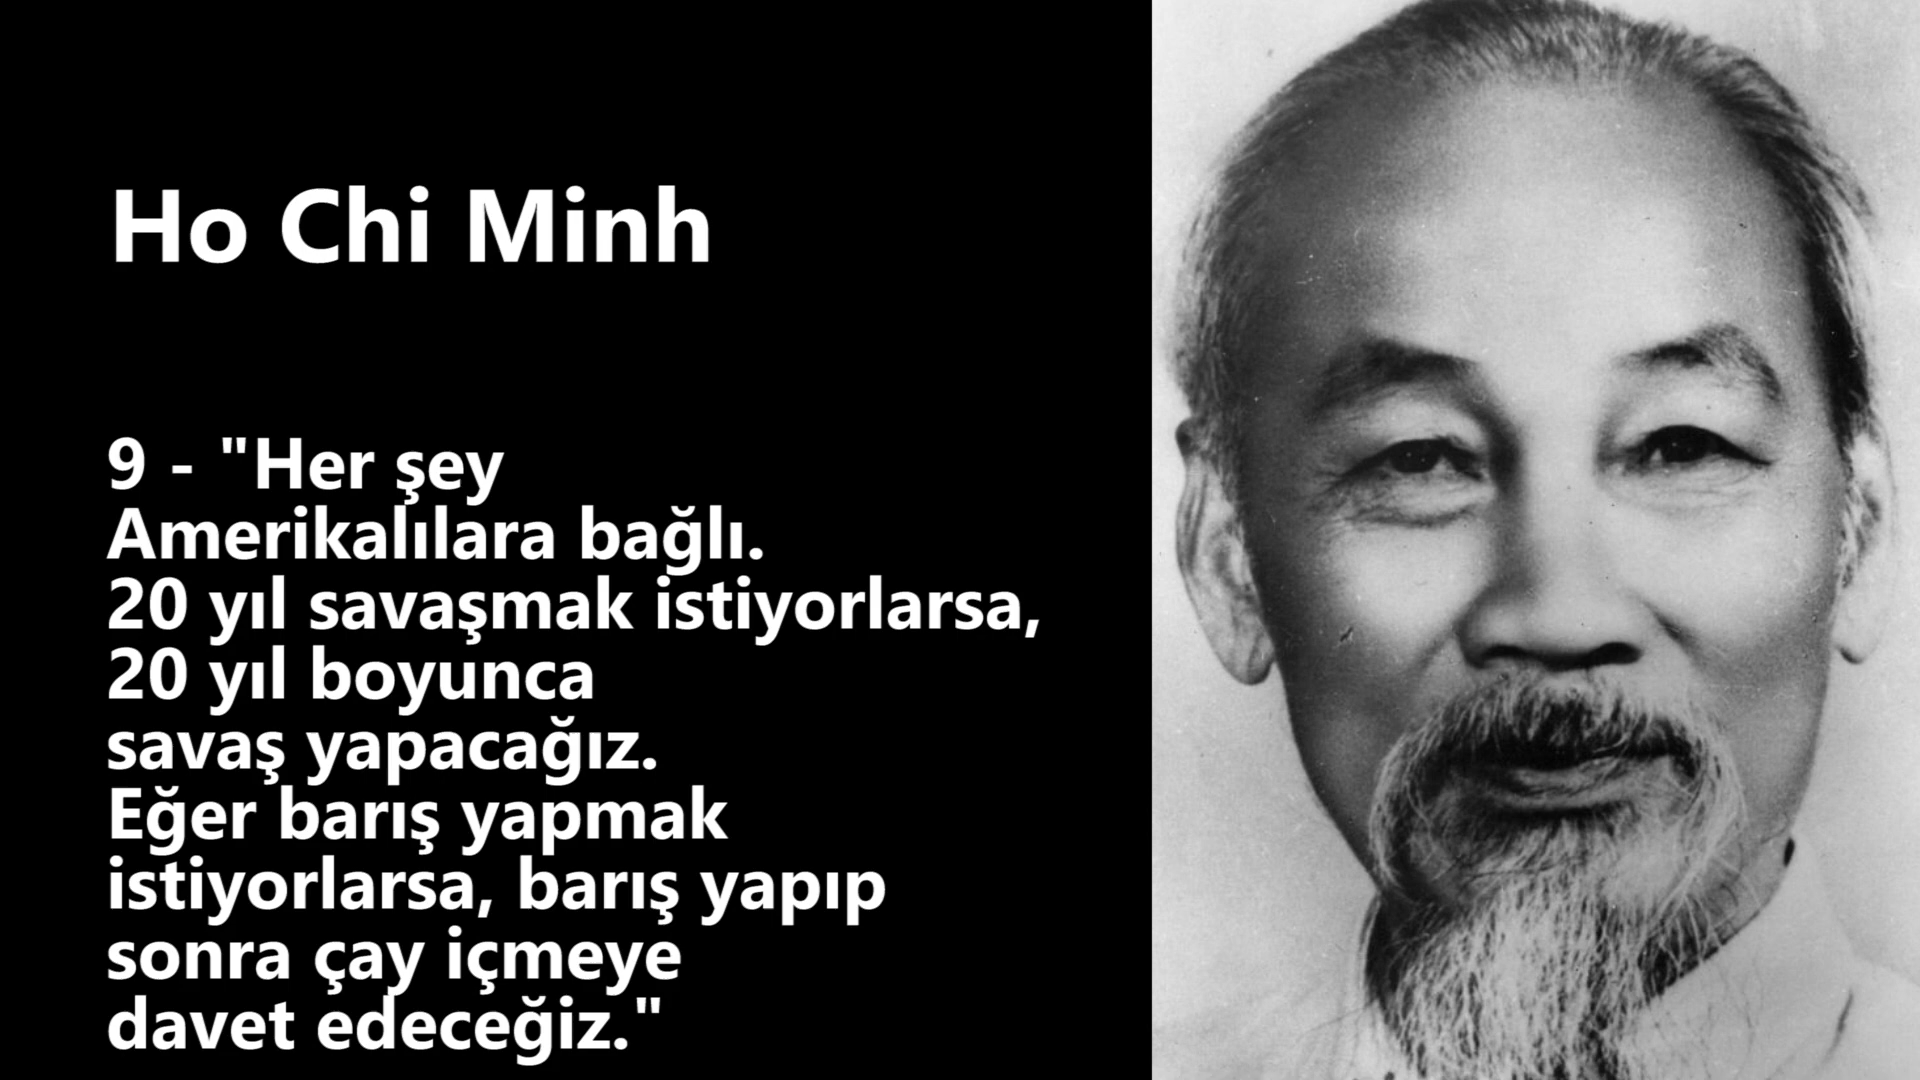 Ho Chi Minh
9 - "Her şey
Amerikalılara bağlı.
20 yıl savaşmak istiyorlarsa,
20 yıl boyunca
savaş yapacağız.
Eğer barış yapmak
istiyorlarsa, barış yapıp
sonra çay içmeye
davet edeceğiz."